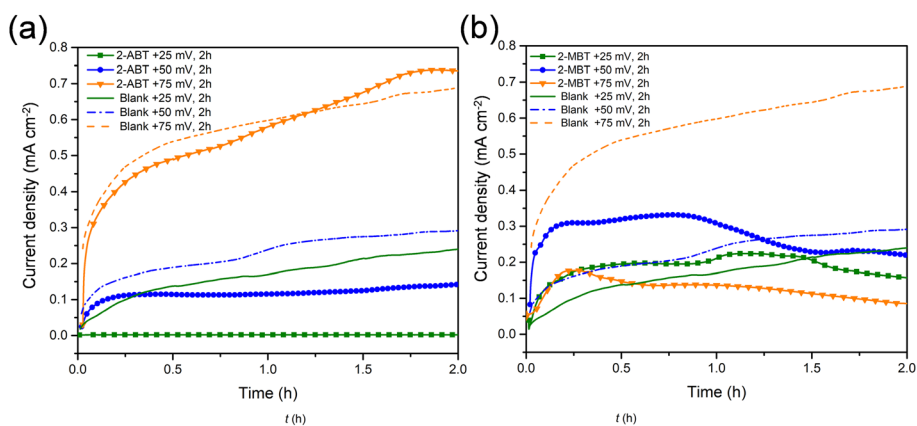 (a)
0.8
0.7
0.6
0.5
0.4
0.3
0.2
0.1
0.0
Current density (mA cm-2)
2-ABT +25 mV, 2h
2-ABT +50 mV, 2h
2-ABT +75 mV, 2h
Blank +25 mV, 2h
Blank +50 mV, 2h
Blank +75 mV, 2h
0.0 0.5 1.0 1.5 2.0
Time (h)
t (h)
(b)
0.8
0.7
0.6
0.5
0.4
0.3
0.2
0.1
0.0
Current density (mA cm-2)
2-MBT +25 mV, 2h
2-MBT +50 mV, 2h
2-MBT +75 mV, 2h
Blank +25 mV, 2h
Blank +50 mV, 2h
Blank +75 mV, 2h
0.0 0.5 1.0 1.5 2.0
Time (h)
t (h)